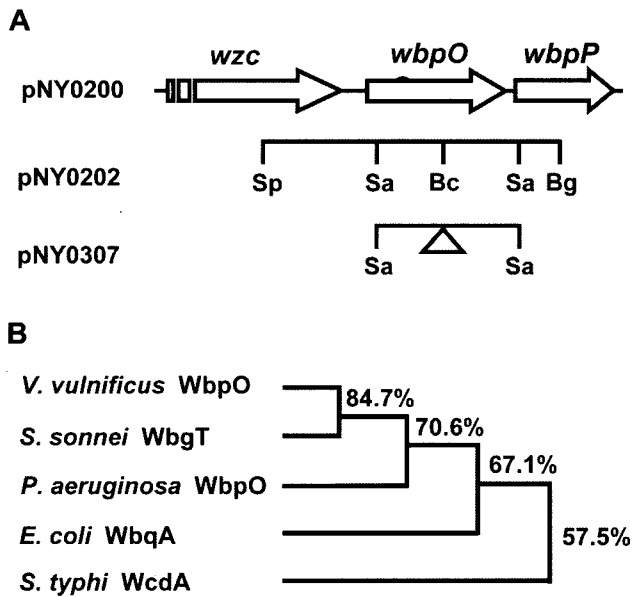 A
wzc wbpO wbpP
pNY0200
pNY0202
Sp Sa Bc Sa Bg
pNY0307
Sa Sa
B
V. vulnificus WbpO
84.7%
S. sonnei WbgT
70.6%
P. aeruginosa WbpO
67.1%
E. coli WbqA
57.5%
S. typhi WcdA